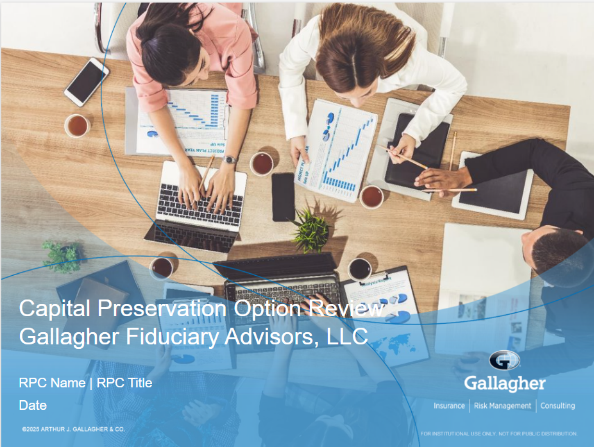 Capital Preservation Option Review
Gallagher Fiduciary Advisors, LLC
RPC Name | RPC Title
Date
©2025 ARTHUR J. GALLAGHER & CO.
Gallagher
Insurance | Risk Management | Consulting
FOR INSTITUTIONAL USE ONLY. NOT FOR PUBLIC DISTRIBUTION.